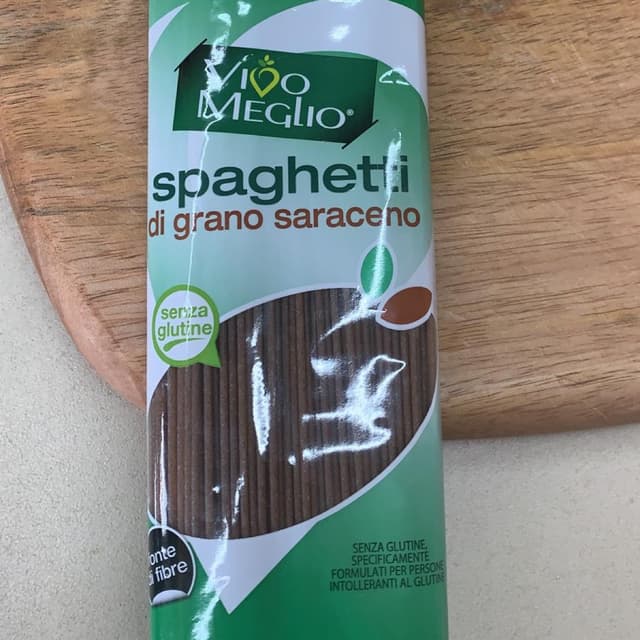 VIVO
MEGLIO®
spaghetti
di grano saraceno
senza
glutine
fonte
di fibre
SENZA GLUTINE,
SPECIFICAMENTE
FORMULATI PER PERSONE
INTOLLERANTI AL GLUTINE